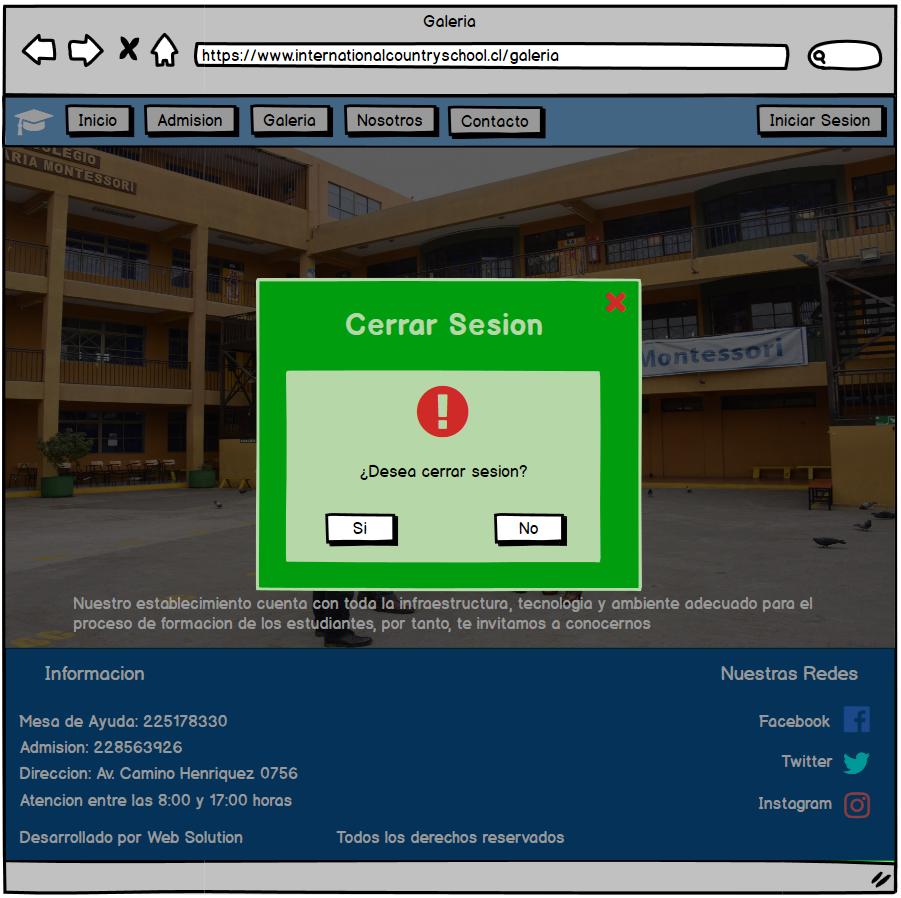 Galeria
https://www.internationalcountryschool.cl/galeria
Inicio
Admision
Galeria
Nosotros
Contacto
Iniciar Sesion
COLEGIO
ARIA MONTESSORI
Cerrar Sesion
Montessori
¿Desea cerrar sesion?
Si
No
Nuestro establecimiento cuenta con toda la infraestructura, tecnologia y ambiente adecuado para el
proceso de formacion de los estudiantes, por tanto, te invitamos a conocernos
Informacion
Nuestras Redes
Mesa de Ayuda: 225178330
Facebook
Admision: 228563926
Twitter
Direccion: Av. Camino Henriquez 0756
Atencion entre las 8:00 y 17:00 horas
Instagram
Desarrollado por Web Solution
Todos los derechos reservados